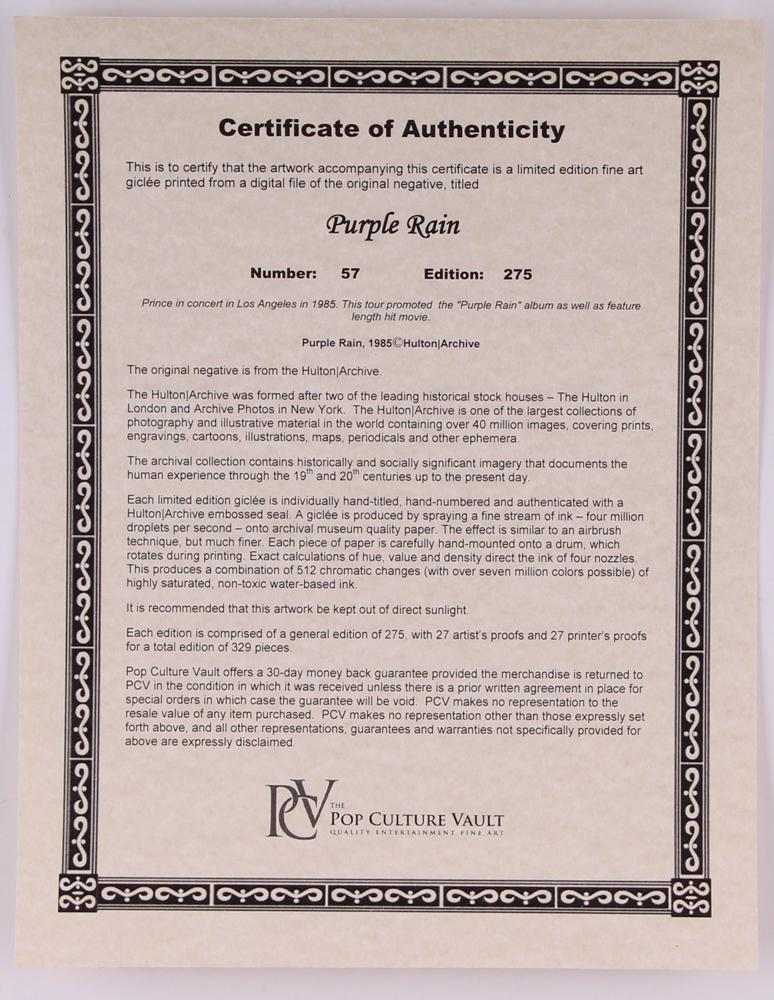 Certificate of Authenticity
This is to certify that the artwork accompanying this certificate is a limited edition fine art
giclée printed from a digital file of the original negative, titled
Purple Rain
Number: 57 Edition: 275
Prince in concert in Los Angeles in 1985. This tour promoted the "Purple Rain" album as well as feature
length hit movie.
Purple Rain, 1985©Hulton|Archive
The original negative is from the Hulton|Archive.
The Hulton|Archive was formed after two of the leading historical stock houses – The Hulton in
London and Archive Photos in New York. The Hulton|Archive is one of the largest collections of
photography and illustrative material in the world containing over 40 million images, covering prints,
engravings, cartoons, illustrations, maps, periodicals and other ephemera.
The archival collection contains historically and socially significant imagery that documents the
human experience through the 19th and 20th centuries up to the present day.
Each limited edition giclée is individually hand-titled, hand-numbered and authenticated with a
Hulton|Archive embossed seal. A giclée is produced by spraying a fine stream of ink – four million
droplets per second – onto archival museum quality paper. The effect is similar to an airbrush
technique, but much finer. Each piece of paper is carefully hand-mounted onto a drum, which
rotates during printing. Exact calculations of hue, value and density direct the ink of four nozzles.
This produces a combination of 512 chromatic changes (with over seven million colors possible) of
highly saturated, non-toxic water-based ink.
It is recommended that this artwork be kept out of direct sunlight.
Each edition is comprised of a general edition of 275, with 27 artist's proofs and 27 printer's proofs
for a total edition of 329 pieces.
Pop Culture Vault offers a 30-day money back guarantee provided the merchandise is returned to
PCV in the condition in which it was received unless there is a prior written agreement in place for
special orders in which case the guarantee will be void. PCV makes no representation to the
resale value of any item purchased. PCV makes no representation other than those expressly set
forth above, and all other representations, guarantees and warranties not specifically provided for
above are expressly disclaimed.
PCV THE
POP CULTURE VAULT
QUALITY ENTERTAINMENT FINE ART